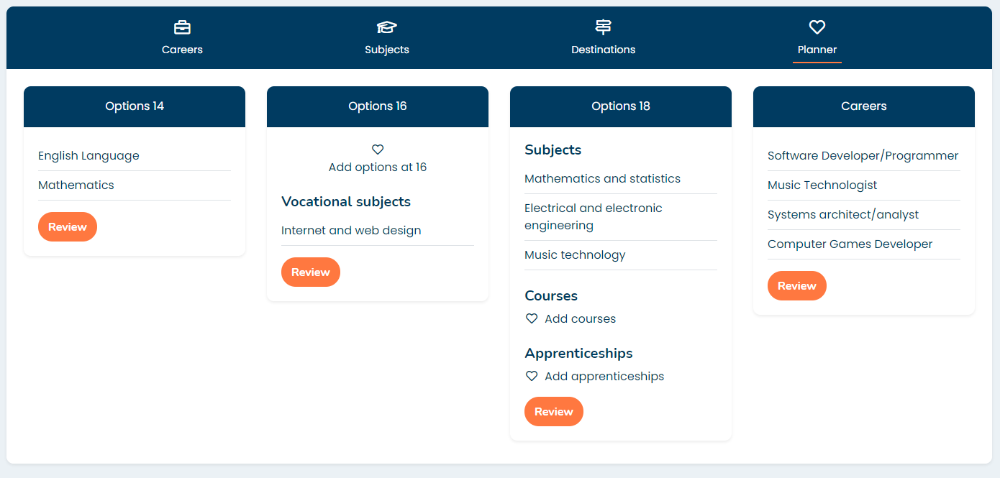 Careers
Subjects
Destinations
Planner
Options 14
English Language
Mathematics
Review
Options 16
Add options at 16
Vocational subjects
Internet and web design
Review
Options 18
Subjects
Mathematics and statistics
Electrical and electronic
engineering
Music technology
Courses
Add courses
Apprenticeships
Add apprenticeships
Review
Careers
Software Developer/Programmer
Music Technologist
Systems architect/analyst
Computer Games Developer
Review